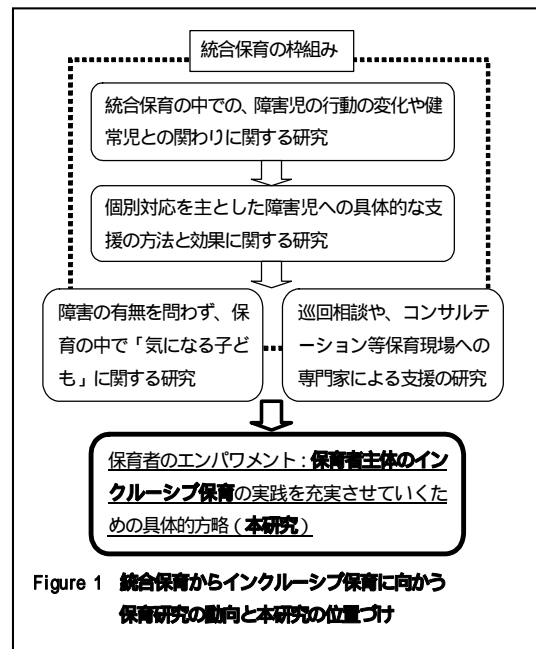 統合保育の枠組み
統合保育の中での、障害児の行動の変化や健
常児との関わりに関する研究
個別対応を主とした障害児への具体的な支
援の方法と効果に関する研究
障害の有無を問わず、保
育の中で「気になる子ど
も」に関する研究
巡回相談や、コンサルテ
ーション等保育現場への
専門家による支援の研究
保育者のエンパワメント：保育者主体のイン
クルーシブ保育の実践を充実させていくた
めの具体的方略（本研究）
Figure 1 統合保育からインクルーシブ保育に向かう
保育研究の動向と本研究の位置づけ